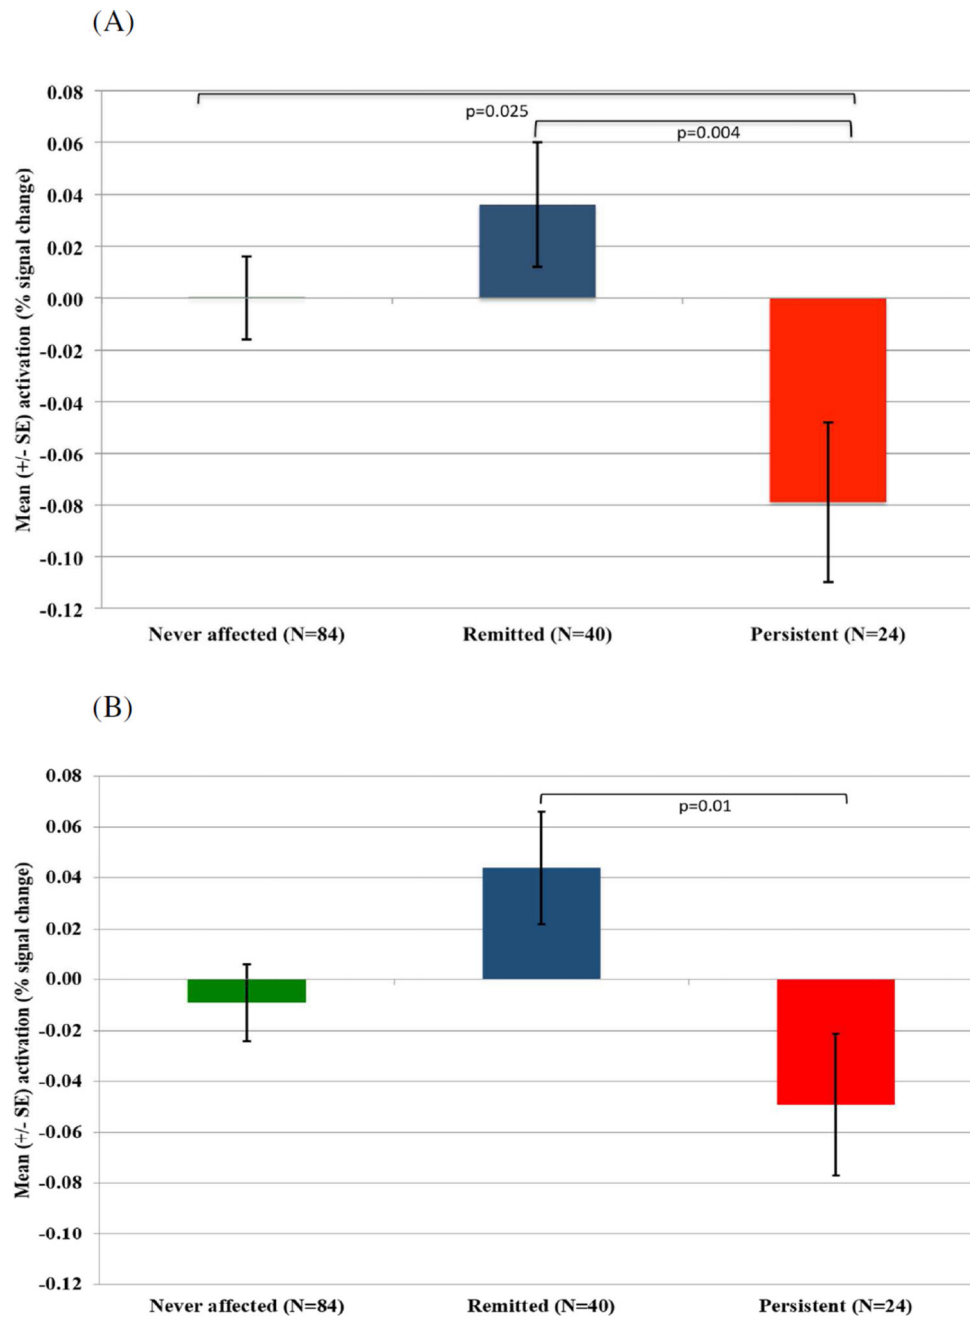 (A)
0.08
p=0.025
p=0.004
0.06
0.04
0.02
0.00
-0.02
-0.04
-0.06
-0.08
-0.10
-0.12
Mean (+/- SE) activation (% signal change)
Never affected (N=84) Remitted (N=40) Persistent (N=24)
(B)
0.08
p=0.01
0.06
0.04
0.02
0.00
-0.02
-0.04
-0.06
-0.08
-0.10
-0.12
Mean (+/- SE) activation (% signal change)
Never affected (N=84) Remitted (N=40) Persistent (N=24)